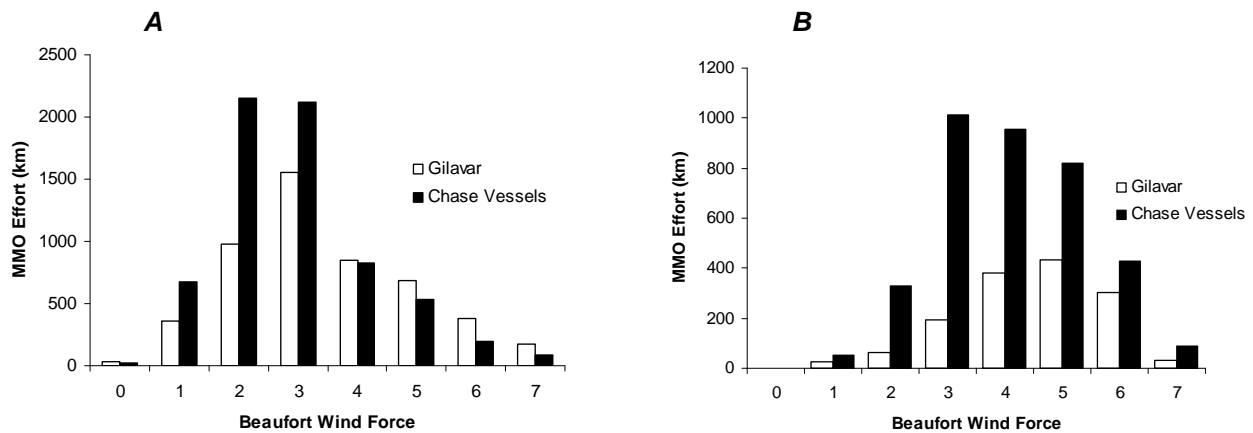 A
MMO Effort (km)
2500
2000
1500
1000
500
0
0 1 2 3 4 5 6 7
Beaufort Wind Force
Gilavar
Chase Vessels
B
MMO Effort (km)
1200
1000
800
600
400
200
0
0 1 2 3 4 5 6 7
Beaufort Wind Force
Gilavar
Chase Vessels